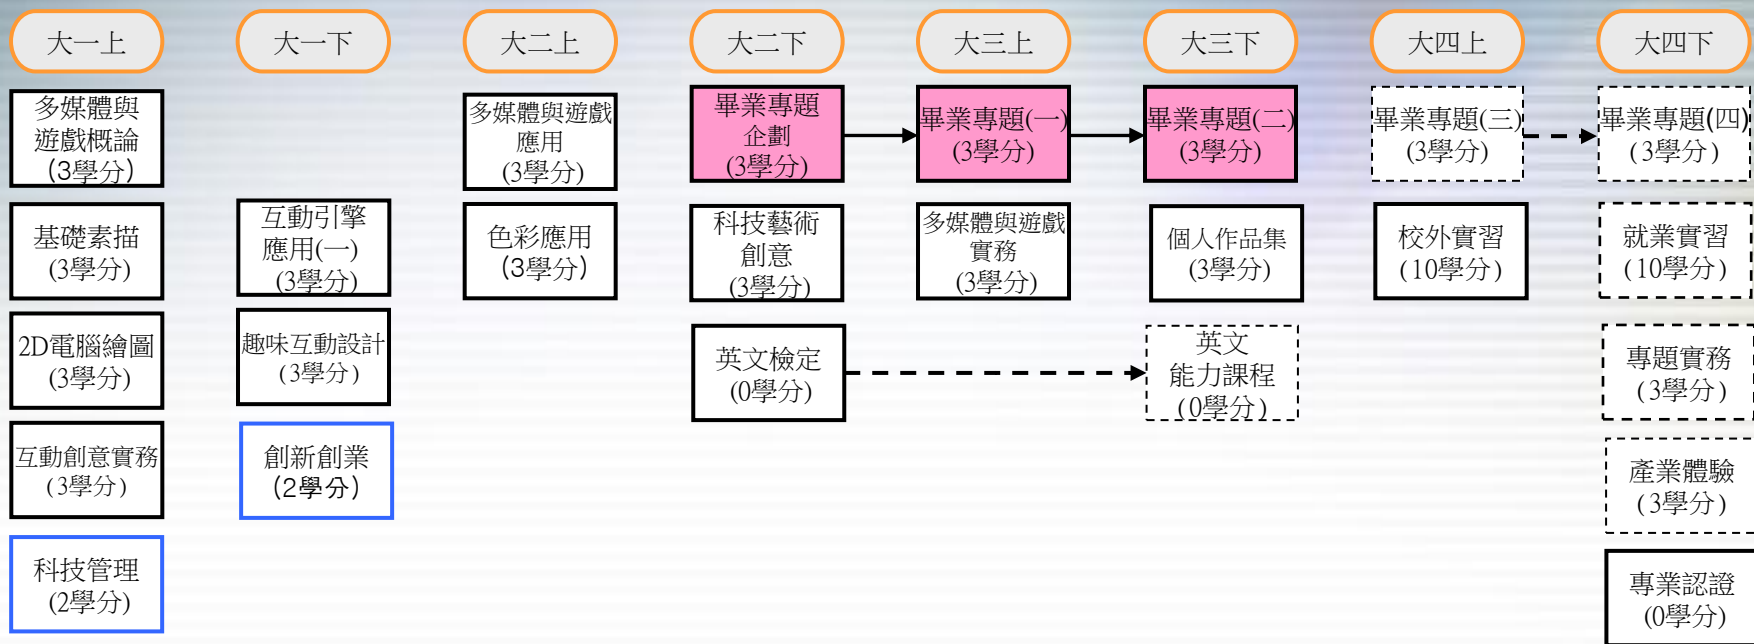 大一上
大一下
大二上
大二下
大三上
大三下
大四上
大四下
多媒體與
遊戲概論
(3學分)
多媒體與遊戲
應用
(3學分)
畢業專題
企劃
(3學分)
畢業專題(一)
(3學分)
畢業專題(二)
(3學分)
畢業專題(三)
(3學分)
畢業專題(四)
(3學分)
基礎素描
(3學分)
互動引擎
應用(一)
(3學分)
色彩應用
(3學分)
科技藝術
創意
(3學分)
多媒體與遊戲
實務
(3學分)
個人作品集
(3學分)
校外實習
(10學分)
就業實習
(10學分)
2D電腦繪圖
(3學分)
趣味互動設計
(3學分)
英文檢定
(0學分)
英文
能力課程
(0學分)
專題實務
(3學分)
互動創意實務
(3學分)
創新創業
(2學分)
產業體驗
(3學分)
科技管理
(2學分)
專業認證
(0學分)